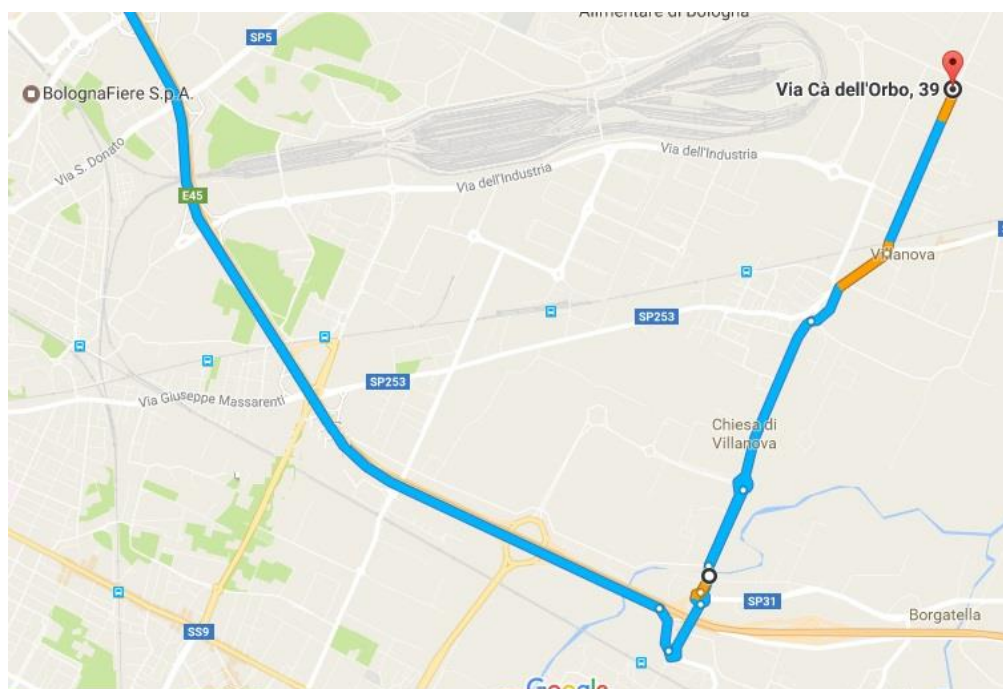 Alimentare di Bologna
SP5
BolognaFiere S.p.A.
Via Cà dell'Orbo, 39
Via S. Donato
Via dell'Industria
Via dell'Industria
E45
Villanova
SP253
SP253
Via Giuseppe Massarenti
Chiesa di
Villanova
SP31
Borgatella
SS9
Google